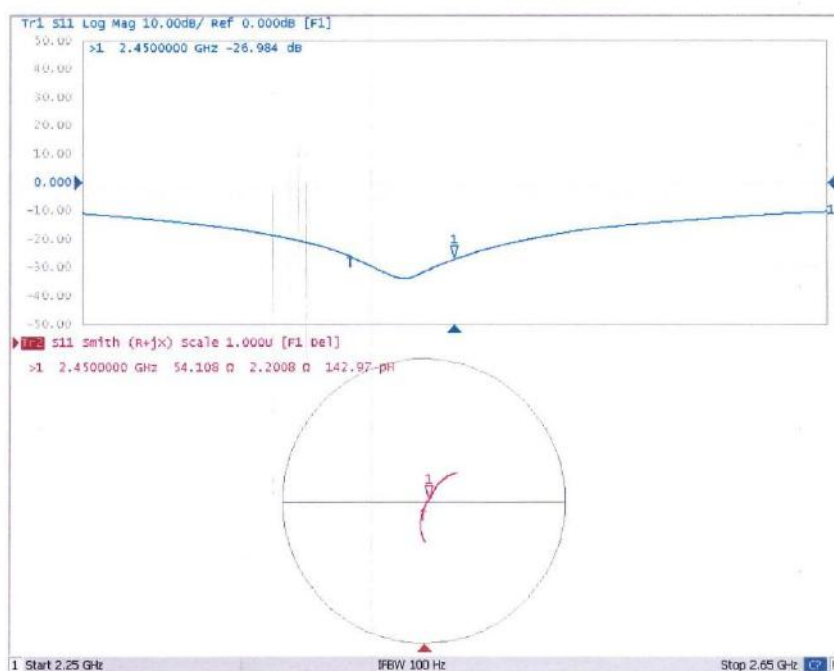 Tr1 S11 Log Mag 10.00dB/ Ref 0.000dB [F1]
50.00
>1 2.4500000 GHz -26.984 dB
40.00
30.00
20.00
10.00
0.000
-10.00
1
-20.00
1
-30.00
-40.00
-50.00
Tr2 S11 Smith (R+jX) Scale 1.000U [F1 Del]
>1 2.4500000 GHz 54.108 Ω 2.2008 Ω 142.97 pH
1
1 Start 2.25 GHz IFBW 100 Hz Stop 2.65 GHz